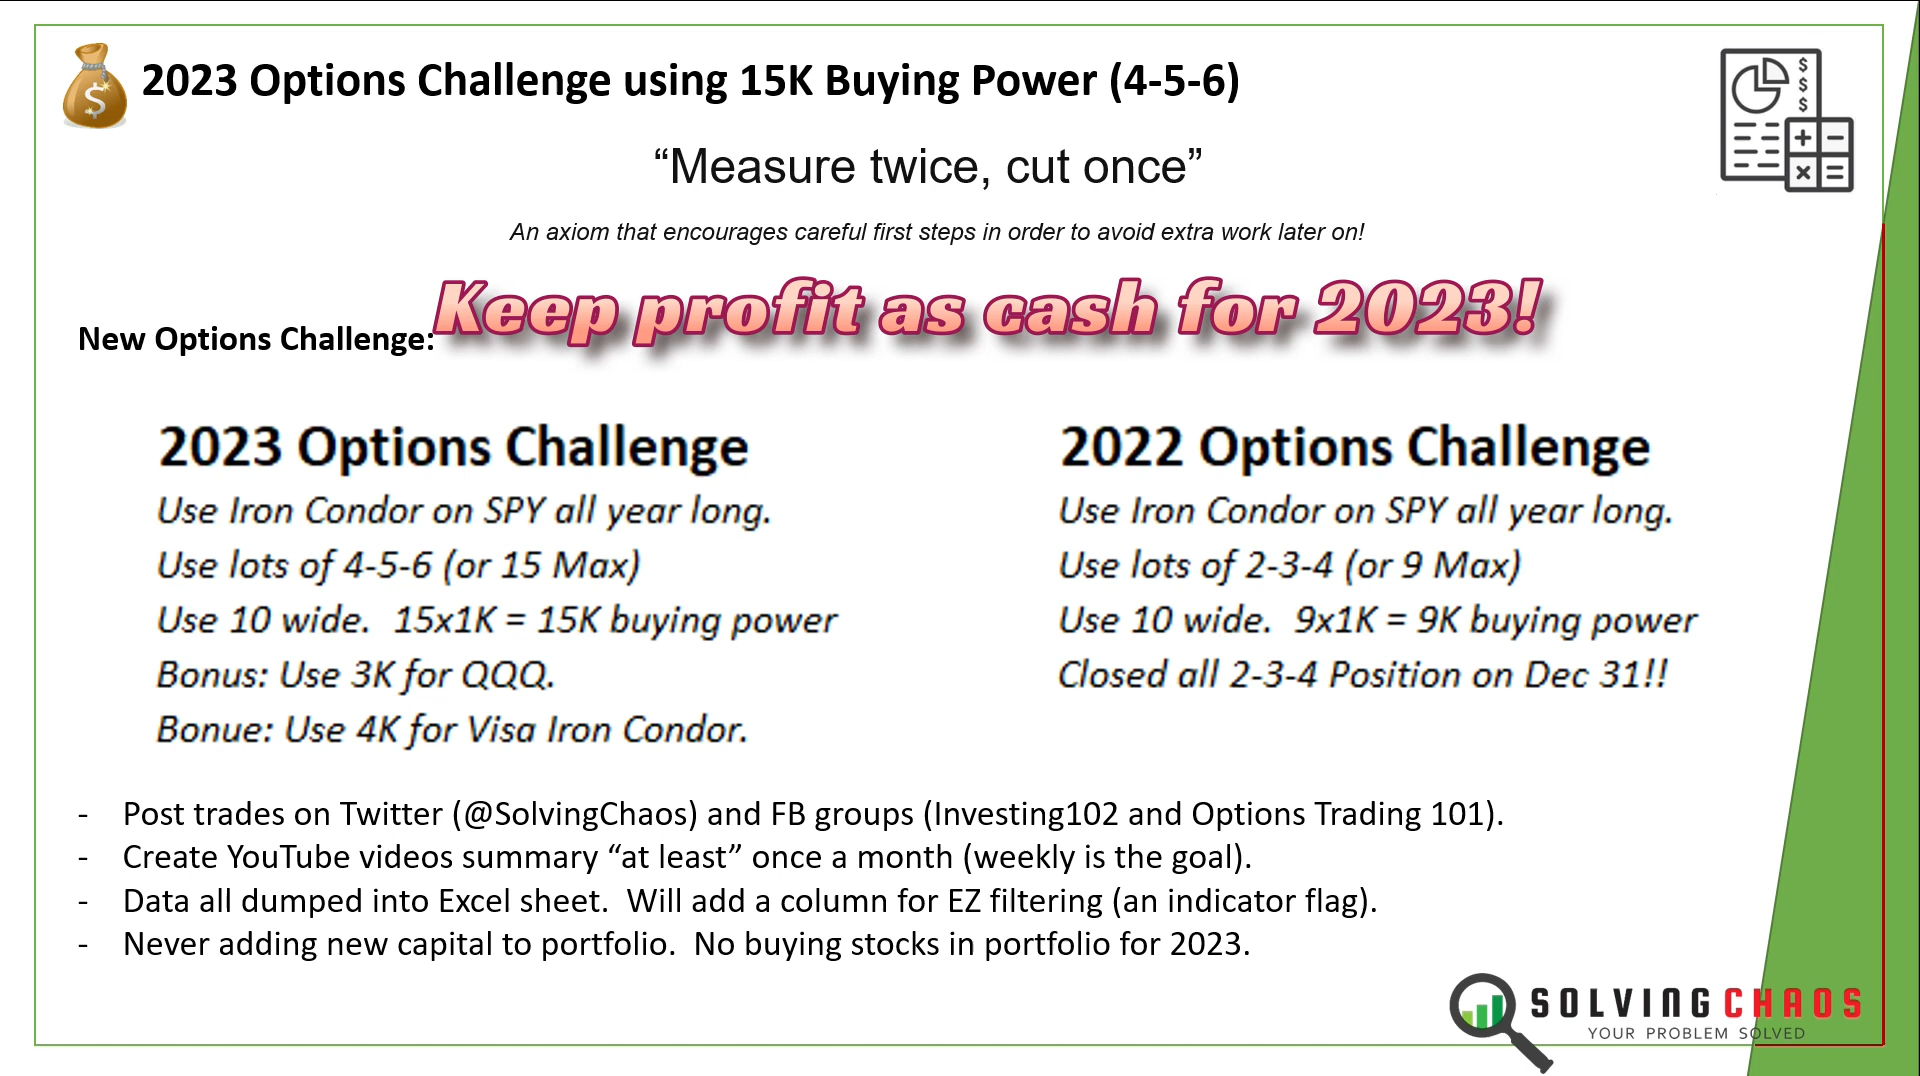 2023 Options Challenge using 15K Buying Power (4-5-6)
“Measure twice, cut once”
An axiom that encourages careful first steps in order to avoid extra work later on!
Keep profit as cash for 2023!
New Options Challenge:
2023 Options Challenge
Use Iron Condor on SPY all year long.
Use lots of 4-5-6 (or 15 Max)
Use 10 wide.  15x1K = 15K buying power
Bonus: Use 3K for QQQ.
Bonue: Use 4K for Visa Iron Condor.
2022 Options Challenge
Use Iron Condor on SPY all year long.
Use lots of 2-3-4 (or 9 Max)
Use 10 wide.  9x1K = 9K buying power
Closed all 2-3-4 Position on Dec 31!!
- Post trades on Twitter (@SolvingChaos) and FB groups (Investing102 and Options Trading 101).
- Create YouTube videos summary “at least” once a month (weekly is the goal).
- Data all dumped into Excel sheet.  Will add a column for EZ filtering (an indicator flag).
- Never adding new capital to portfolio.  No buying stocks in portfolio for 2023.
SOLVINGCHAOS
YOUR PROBLEM SOLVED